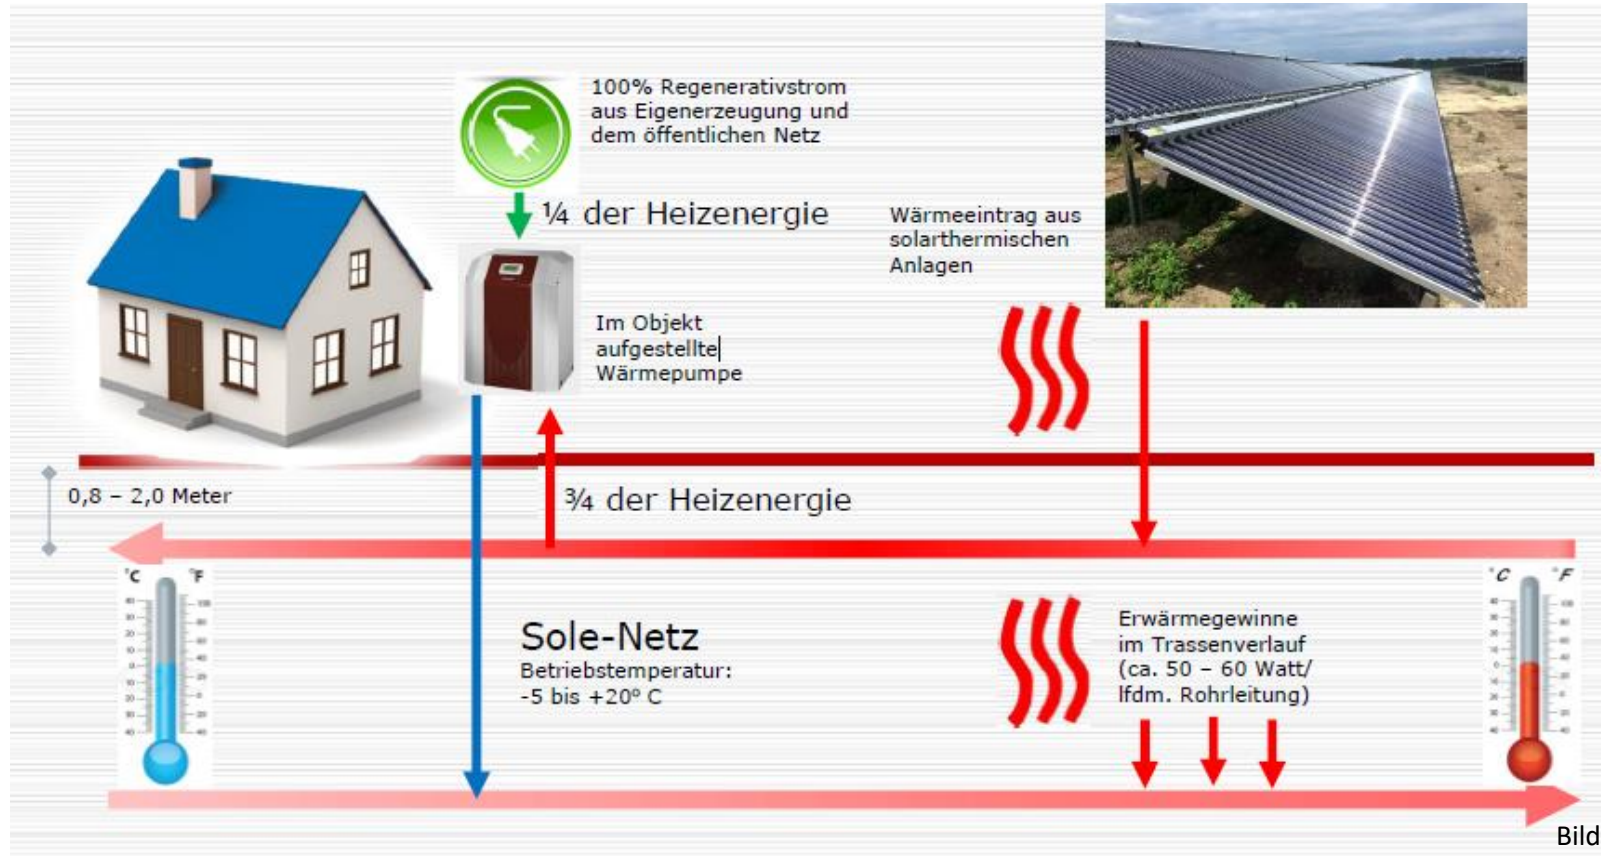 100% Regenerativstrom
aus Eigenerzeugung und
dem öffentlichen Netz
¼ der Heizenergie
Wärmeeintrag aus
solarthermischen
Anlagen
Im Objekt
aufgestellte
Wärmepumpe
0,8 – 2,0 Meter
¾ der Heizenergie
°C °F
°C °F
Sole-Netz
Betriebstemperatur:
-5 bis +20° C
Erwärmegewinne
im Trassenverlauf
(ca. 50 – 60 Watt/
lfdm. Rohrleitung)
Bild